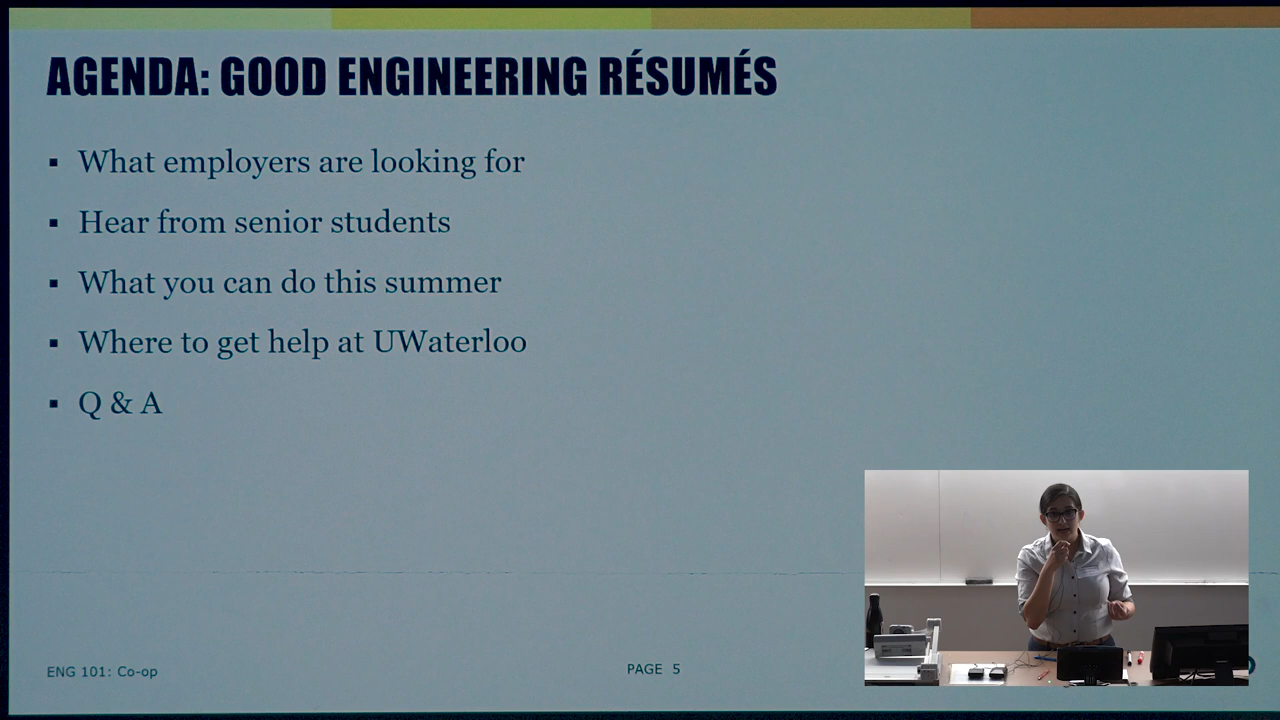 AGENDA: GOOD ENGINEERING RÉSUMÉS
▪ What employers are looking for
▪ Hear from senior students
▪ What you can do this summer
▪ Where to get help at UWaterloo
▪ Q & A
ENG 101: Co-op
PAGE 5